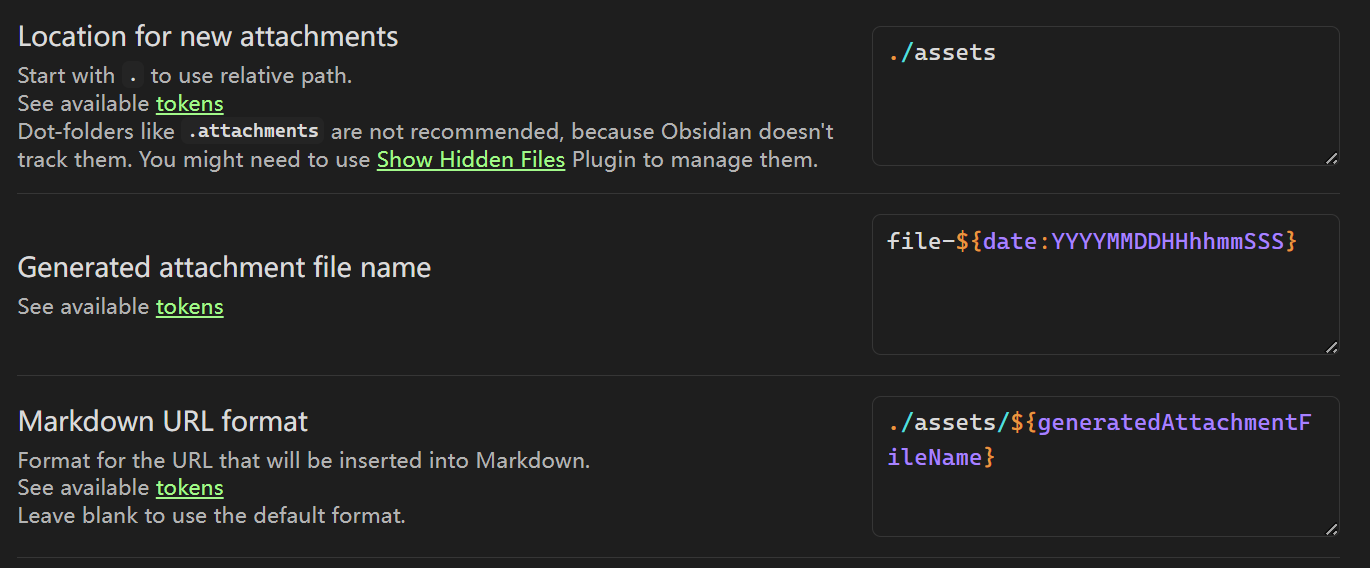 Location for new attachments
Start with . to use relative path.
See available tokens
Dot-folders like .attachments are not recommended, because Obsidian doesn't
track them. You might need to use Show Hidden Files Plugin to manage them.
./assets
Generated attachment file name
See available tokens
file-${date:YYYYMMDDHHhhmmSSS}
Markdown URL format
Format for the URL that will be inserted into Markdown.
See available tokens
Leave blank to use the default format.
./assets/${generatedAttachmentF
ileName}